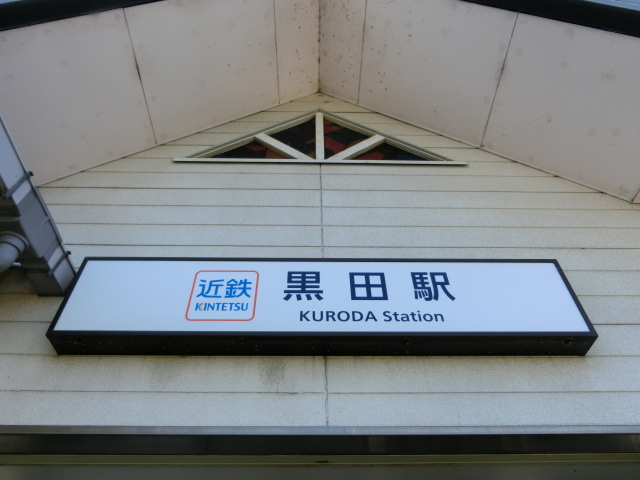 近鉄
KINTETSU
黒田駅
KURODA Station